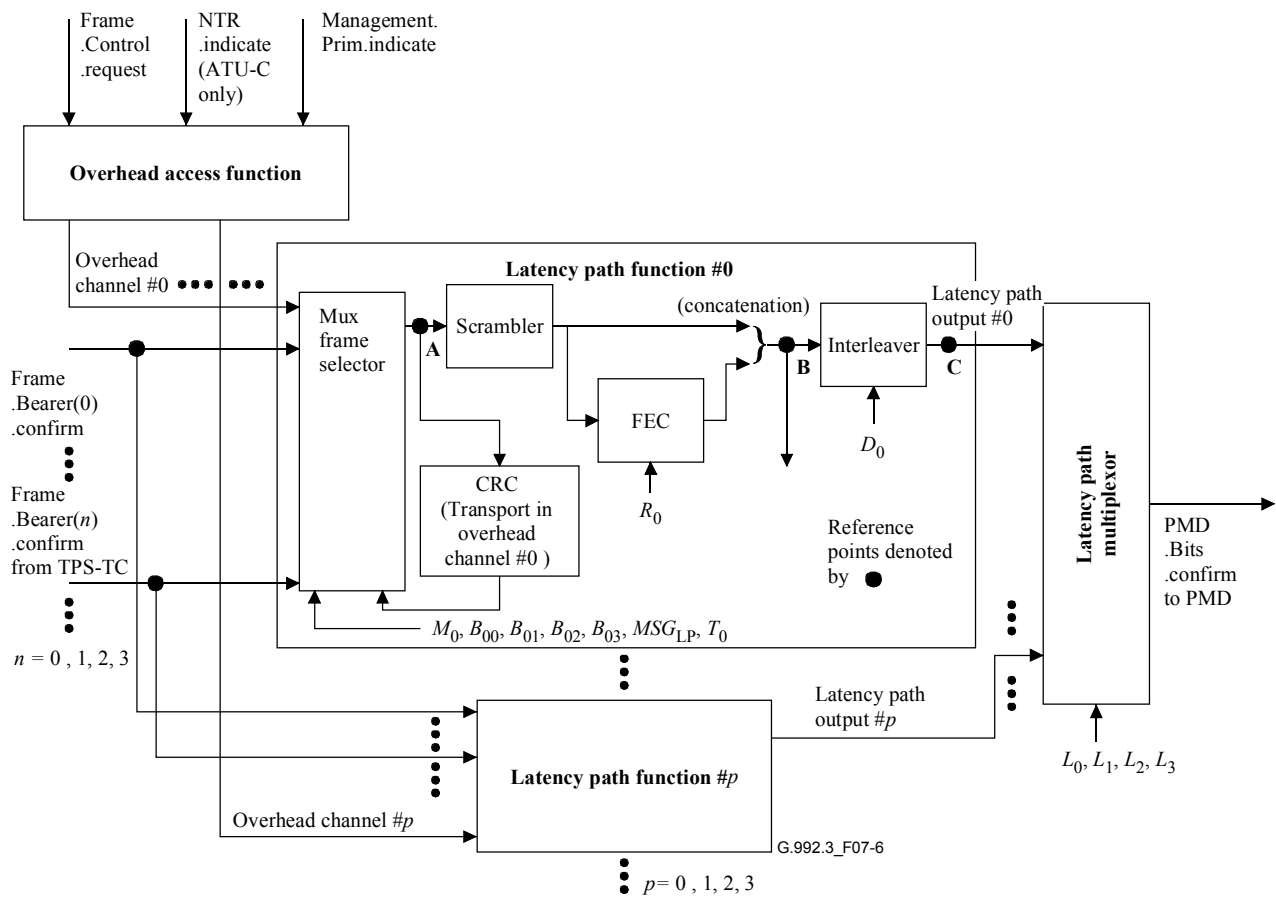 Frame
.Control
.request
NTR
.indicate
(ATU-C
only)
Management.
Prim.indicate
Overhead access function
Overhead
channel #0
Latency path function #0
Mux
frame
selector
A
Scrambler
(concatenation)
}
B
Interleaver
C
Latency path
output #0
FEC
R0
D0
CRC
(Transport in
overhead
channel #0 )
Reference
points denoted
by
Frame
.Bearer(0)
.confirm
Frame
.Bearer(n)
.confirm
from TPS-TC
n = 0 , 1, 2, 3
M0, B00, B01, B02, B03, MSGLP, T0
Latency path
multiplexor
PMD
.Bits
.confirm
to PMD
L0, L1, L2, L3
Latency path
output #p
Latency path function #p
Overhead channel #p
G.992.3_F07-6
p= 0 , 1, 2, 3